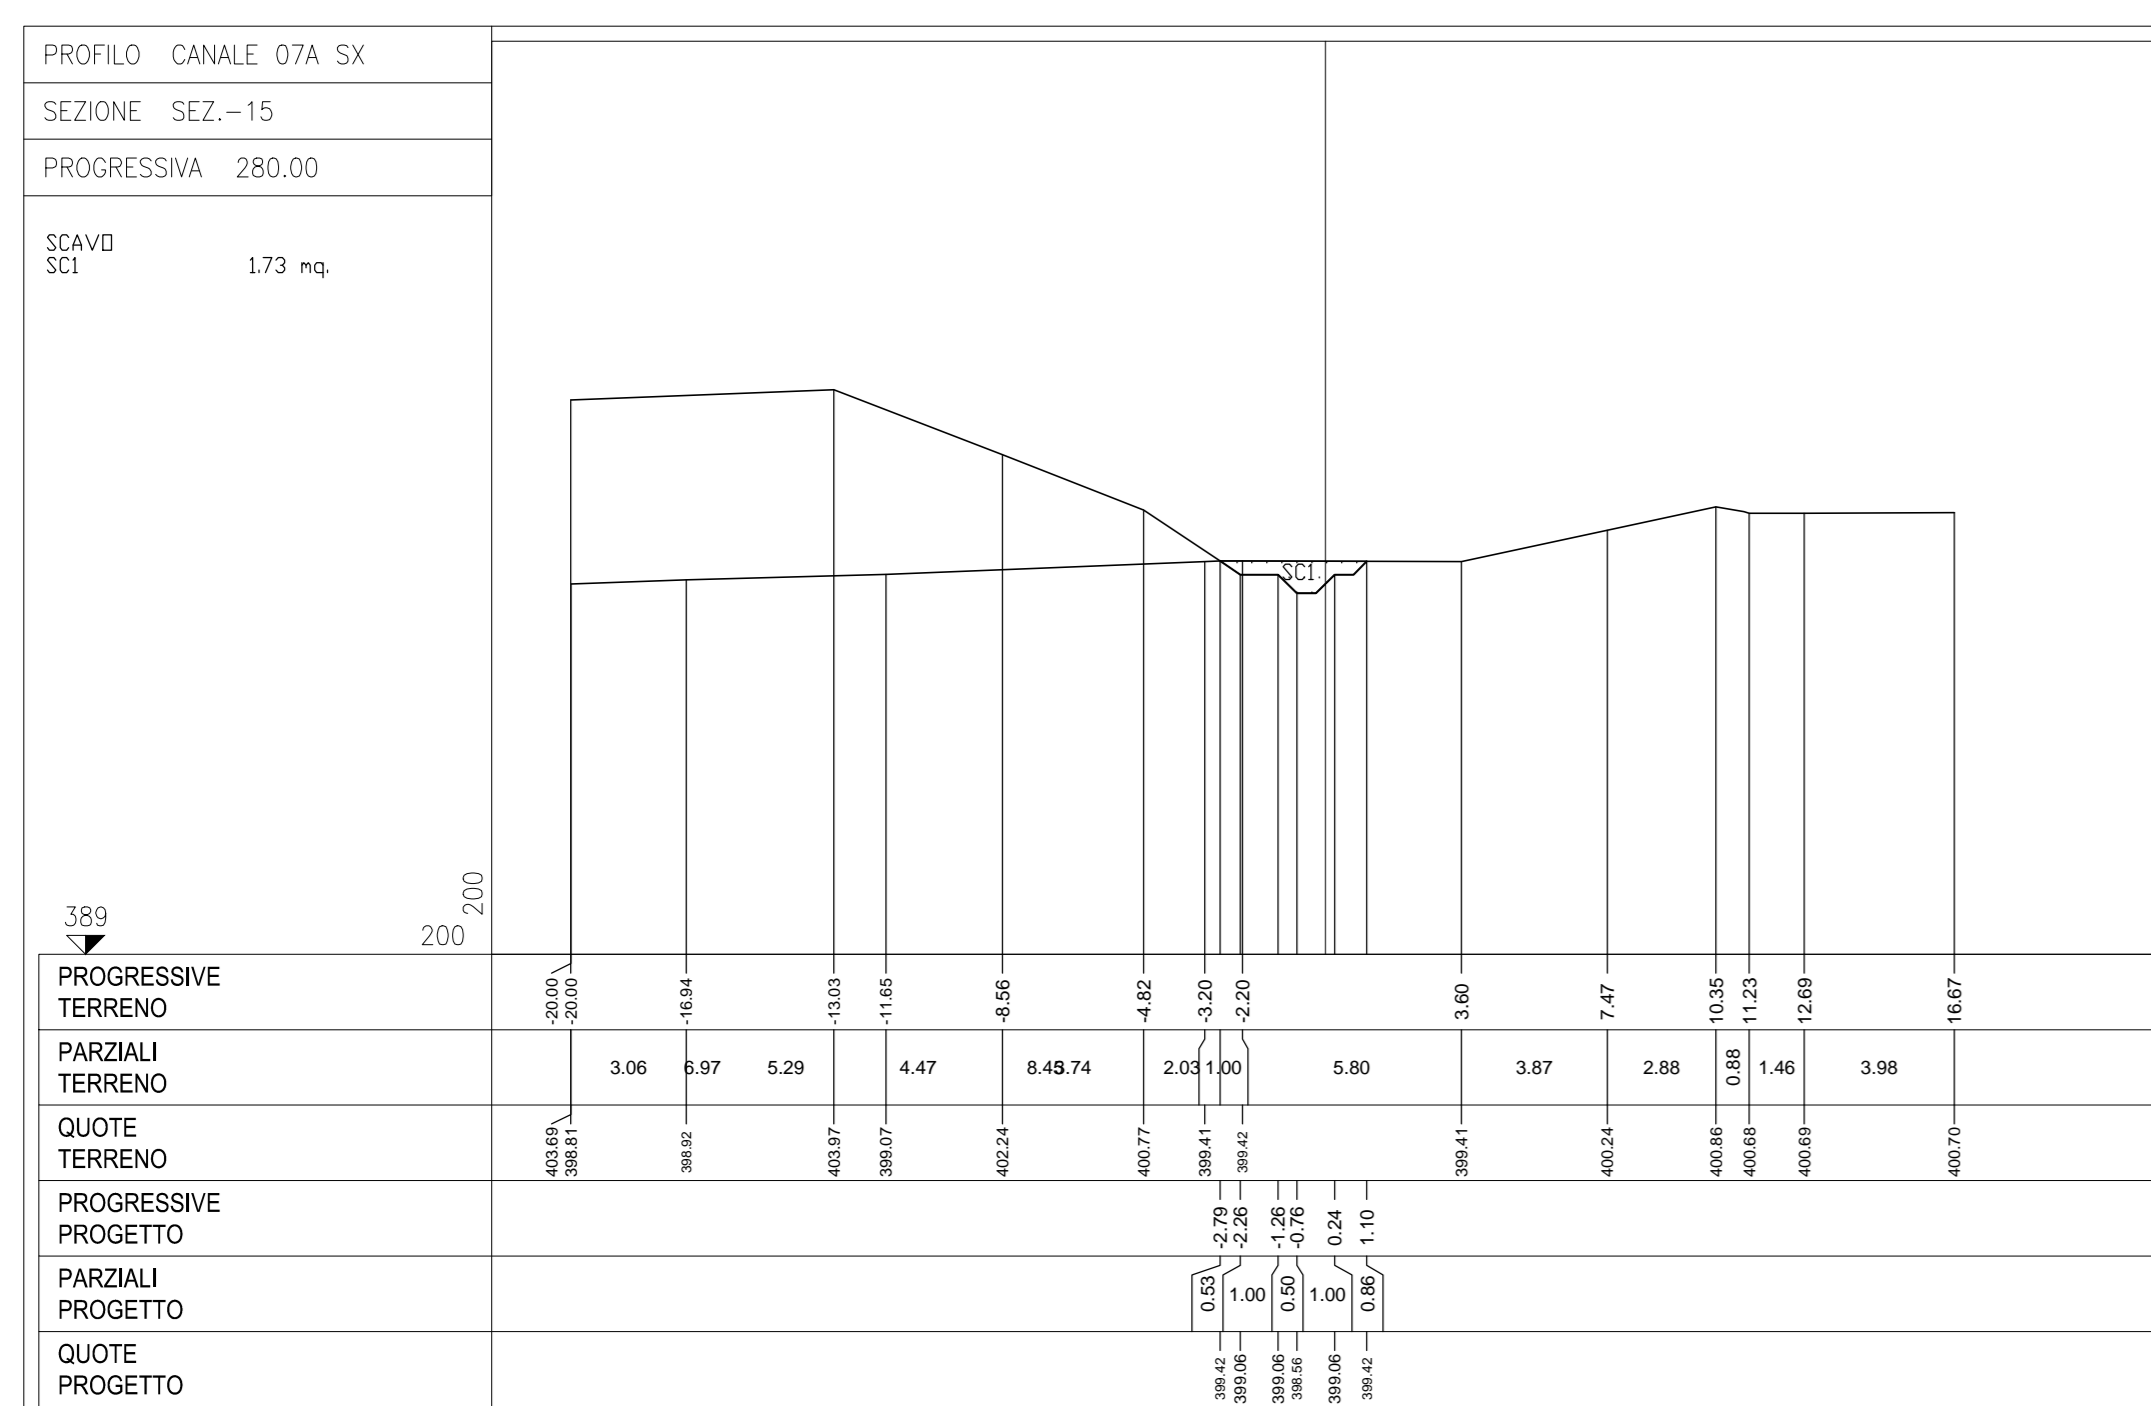 PROFILO CANALE 07A SX
SEZIONE SEZ.-15
PROGRESSIVA 280.00
SCAVO
SC1 1.73 mq.
SC1
200
389
200
PROGRESSIVE
TERRENO
-20.00 -20.00 -16.94 -13.03 -11.65 -8.56 -4.82 -3.20 -2.20 3.60 7.47 10.35 11.23 12.69 16.67
PARZIALI
TERRENO
3.06 6.97 5.29 4.47 8.45 3.74 2.03 1.00 5.80 3.87 2.88 0.88 1.46 3.98
QUOTE
TERRENO
403.69 398.81 398.92 403.97 399.07 402.24 400.77 399.41 399.42 399.41 400.24 400.86 400.68 400.69 400.70
PROGRESSIVE
PROGETTO
-2.79 -2.26 -1.26 -0.76 0.24 1.10
PARZIALI
PROGETTO
0.53 1.00 0.50 1.00 0.86
QUOTE
PROGETTO
399.42 399.06 399.06 398.56 399.06 399.42